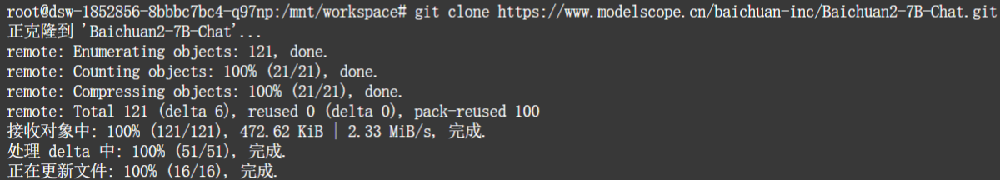 root@dsw-1852856-8bbbc7bc4-q97np:/mnt/workspace# git clone https://www.modelscope.cn/baichuan-inc/Baichuan2-7B-Chat.git
正克隆到 'Baichuan2-7B-Chat'...
remote: Enumerating objects: 121, done.
remote: Counting objects: 100% (21/21), done.
remote: Compressing objects: 100% (21/21), done.
remote: Total 121 (delta 6), reused 0 (delta 0), pack-reused 100
接收对象中: 100% (121/121), 472.62 KiB | 2.33 MiB/s, 完成.
处理 delta 中: 100% (51/51), 完成.
正在更新文件: 100% (16/16), 完成.